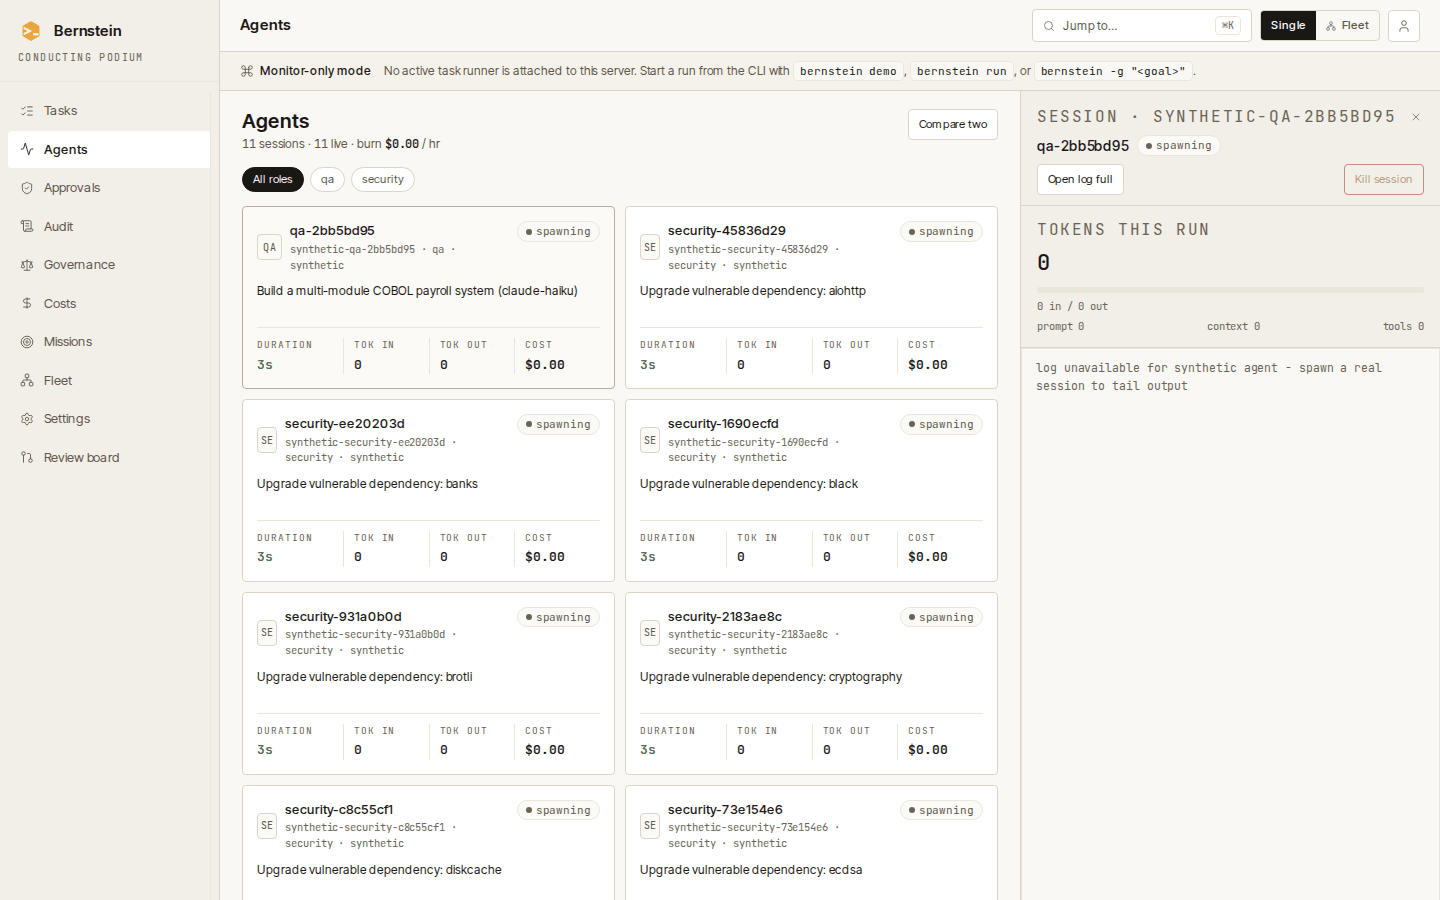 Bernstein
CONDUCTING PODIUM
Tasks
Agents
Approvals
Audit
Governance
Costs
Missions
Fleet
Settings
Review board
Agents
Jump to...
⌘K
Single
Fleet
Monitor-only mode No active task runner is attached to this server. Start a run from the CLI with bernstein demo, bernstein run, or bernstein -g "<goal>".
Agents
11 sessions · 11 live · burn $0.00 / hr
Compare two
All roles
qa
security
QA
qa-2bb5bd95
spawning
synthetic-qa-2bb5bd95 · qa ·
synthetic
Build a multi-module COBOL payroll system (claude-haiku)
DURATION TOK IN TOK OUT COST
3s 0 0 $0.00
SE
security-45836d29
spawning
synthetic-security-45836d29 ·
security · synthetic
Upgrade vulnerable dependency: aiohttp
DURATION TOK IN TOK OUT COST
3s 0 0 $0.00
SE
security-ee20203d
spawning
synthetic-security-ee20203d ·
security · synthetic
Upgrade vulnerable dependency: banks
DURATION TOK IN TOK OUT COST
3s 0 0 $0.00
SE
security-1690ecfd
spawning
synthetic-security-1690ecfd ·
security · synthetic
Upgrade vulnerable dependency: black
DURATION TOK IN TOK OUT COST
3s 0 0 $0.00
SE
security-931a0b0d
spawning
synthetic-security-931a0b0d ·
security · synthetic
Upgrade vulnerable dependency: brotli
DURATION TOK IN TOK OUT COST
3s 0 0 $0.00
SE
security-2183ae8c
spawning
synthetic-security-2183ae8c ·
security · synthetic
Upgrade vulnerable dependency: cryptography
DURATION TOK IN TOK OUT COST
3s 0 0 $0.00
SE
security-c8c55cf1
spawning
synthetic-security-c8c55cf1 ·
security · synthetic
Upgrade vulnerable dependency: diskcache
SE
security-73e154e6
spawning
synthetic-security-73e154e6 ·
security · synthetic
Upgrade vulnerable dependency: ecdsa
SESSION · SYNTHETIC-QA-2BB5BD95
qa-2bb5bd95
spawning
Open log full
Kill session
TOKENS THIS RUN
0
0 in / 0 out
prompt 0
context 0
tools 0
log unavailable for synthetic agent - spawn a real
session to tail output